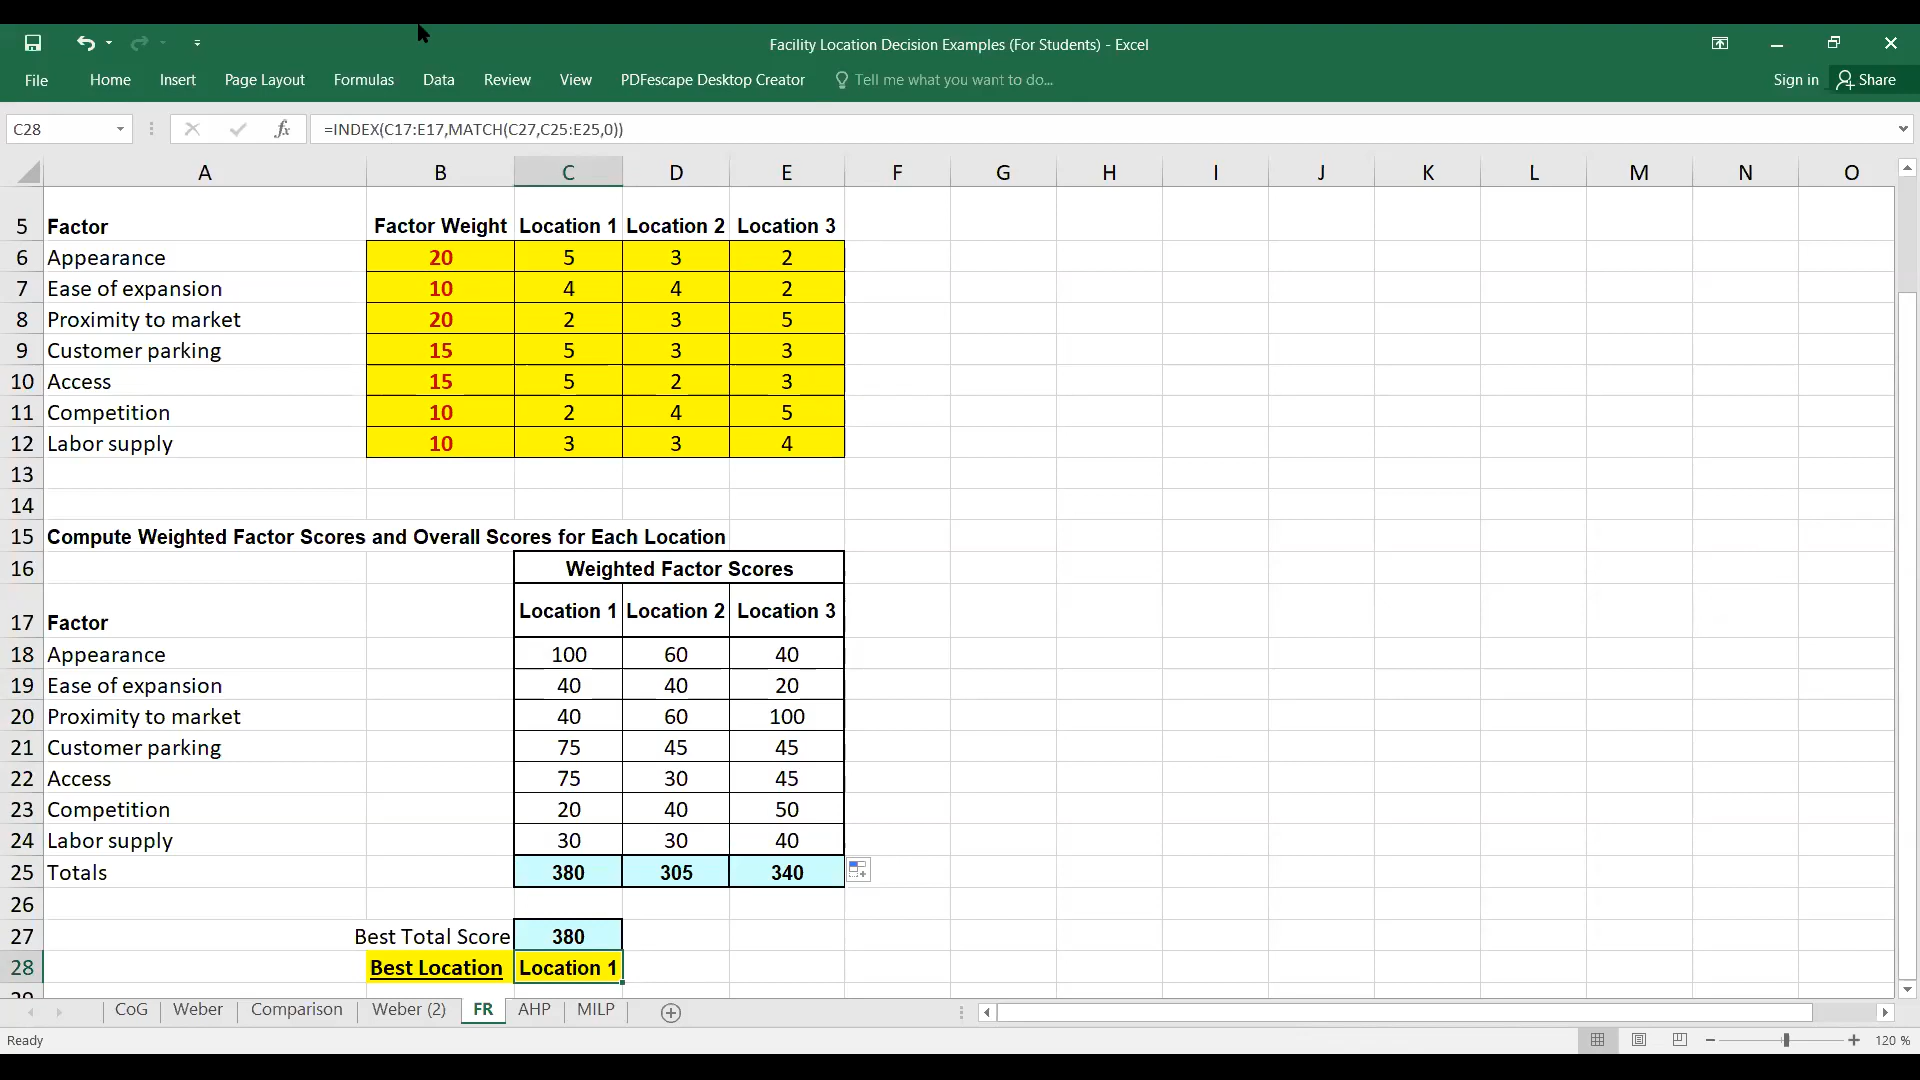 Facility Location Decision Examples (For Students) - Excel
File Home Insert Page Layout Formulas Data Review View PDFescape Desktop Creator Tell me what you want to do... Sign in Share
C28 fx =INDEX(C17:E17,MATCH(C27,C25:E25,0))
A B C D E F G H I J K L M N O
5 Factor Factor Weight Location 1 Location 2 Location 3
6 Appearance 20 5 3 2
7 Ease of expansion 10 4 4 2
8 Proximity to market 20 2 3 5
9 Customer parking 15 5 3 3
10 Access 15 5 2 3
11 Competition 10 2 4 5
12 Labor supply 10 3 3 4
13
14
15 Compute Weighted Factor Scores and Overall Scores for Each Location
16 Weighted Factor Scores
17 Factor Location 1 Location 2 Location 3
18 Appearance 100 60 40
19 Ease of expansion 40 40 20
20 Proximity to market 40 60 100
21 Customer parking 75 45 45
22 Access 75 30 45
23 Competition 20 40 50
24 Labor supply 30 30 40
25 Totals 380 305 340
26
27 Best Total Score 380
28 Best Location Location 1
29
CoG Weber Comparison Weber (2) FR AHP MILP
Ready 120 %